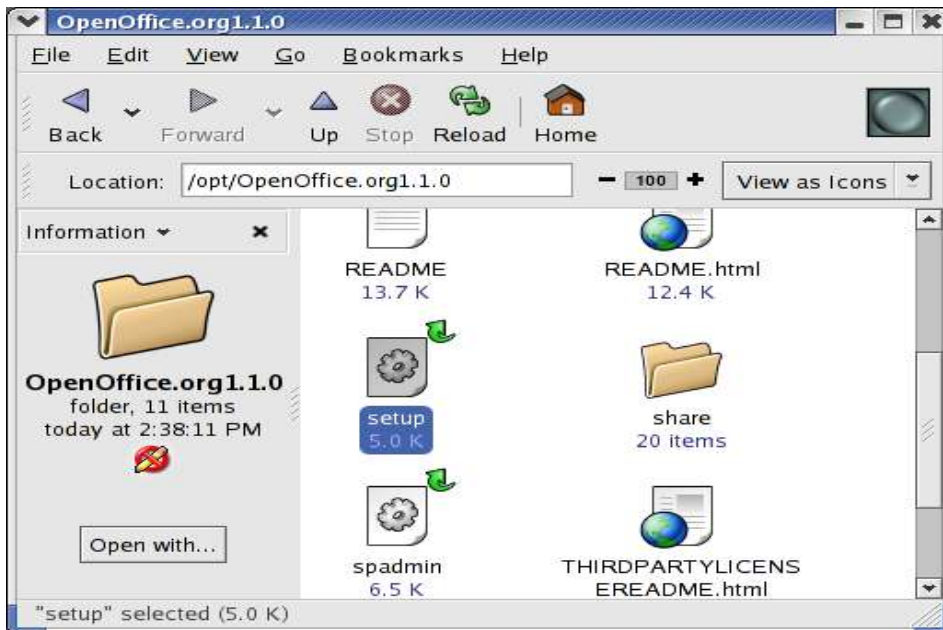 OpenOffice.org1.1.0
File Edit View Go Bookmarks Help
Back Forward Up Stop Reload Home
Location: /opt/OpenOffice.org1.1.0 100 View as Icons
Information
OpenOffice.org1.1.0
folder, 11 items
today at 2:38:11 PM
Open with...
README
13.7 K
README.html
12.4 K
setup
5.0 K
share
20 items
spadmin
6.5 K
THIRDPARTYLICENS
EREADME.html
"setup" selected (5.0 K)